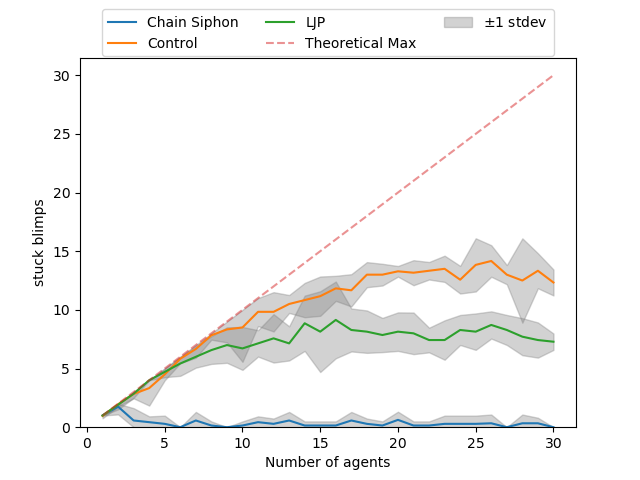 Chain Siphon
Control
LJP
Theoretical Max
±1 stdev
stuck blimps
30
25
20
15
10
5
0
0 5 10 15 20 25 30
Number of agents